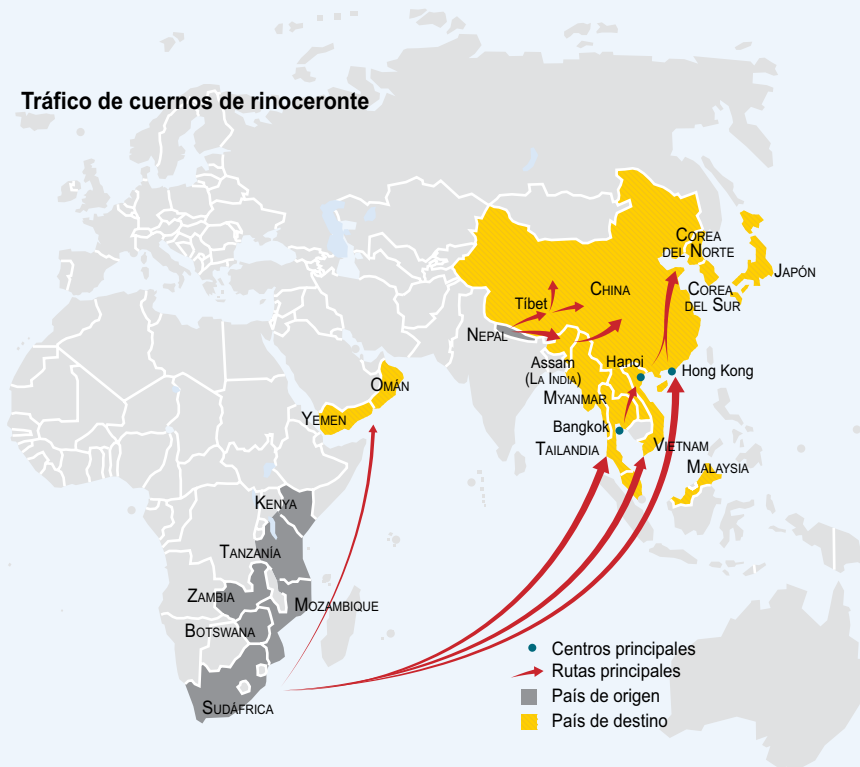 Tráfico de cuernos de rinoceronte
COREA
DEL NORTE
JAPÓN
CHINA
COREA
DEL SUR
Tíbet
NEPAL
Assam
(LA INDIA)
Hanoi
Hong Kong
MYANMAR
OMÁN
YEMEN
Bangkok
TAILANDIA
VIETNAM
MALAYSIA
KENYA
TANZANÍA
ZAMBIA
MOZAMBIQUE
BOTSWANA
SUDÁFRICA
Centros principales
Rutas principales
País de origen
País de destino